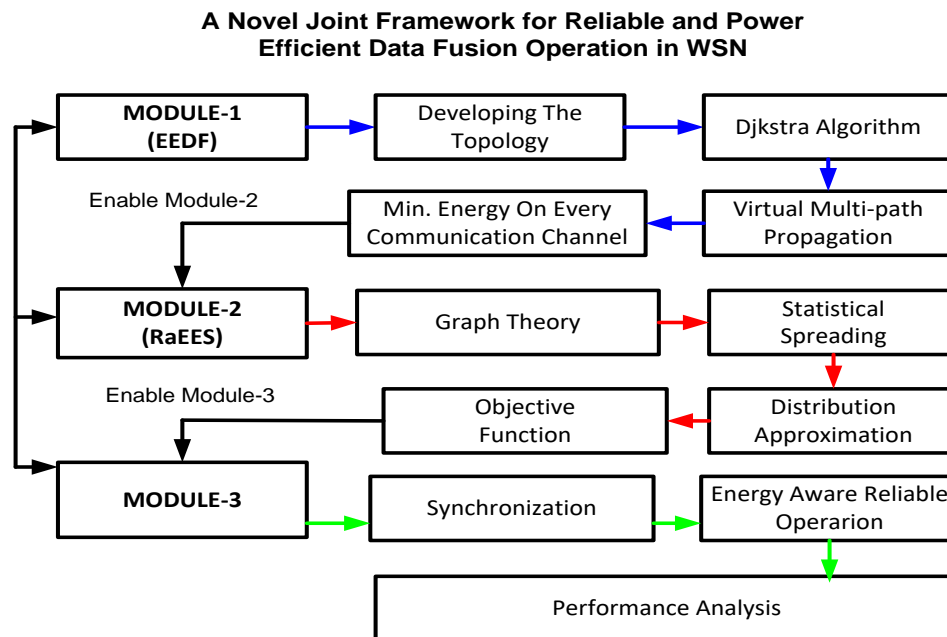 A Novel Joint Framework for Reliable and Power
Efficient Data Fusion Operation in WSN
MODULE-1
(EEDF)
Developing The
Topology
Djkstra Algorithm
Enable Module-2
Min. Energy On Every
Communication Channel
Virtual Multi-path
Propagation
MODULE-2
(RaEES)
Graph Theory
Statistical
Spreading
Enable Module-3
Objective
Function
Distribution
Approximation
MODULE-3
Synchronization
Energy Aware Reliable
Operarion
Performance Analysis